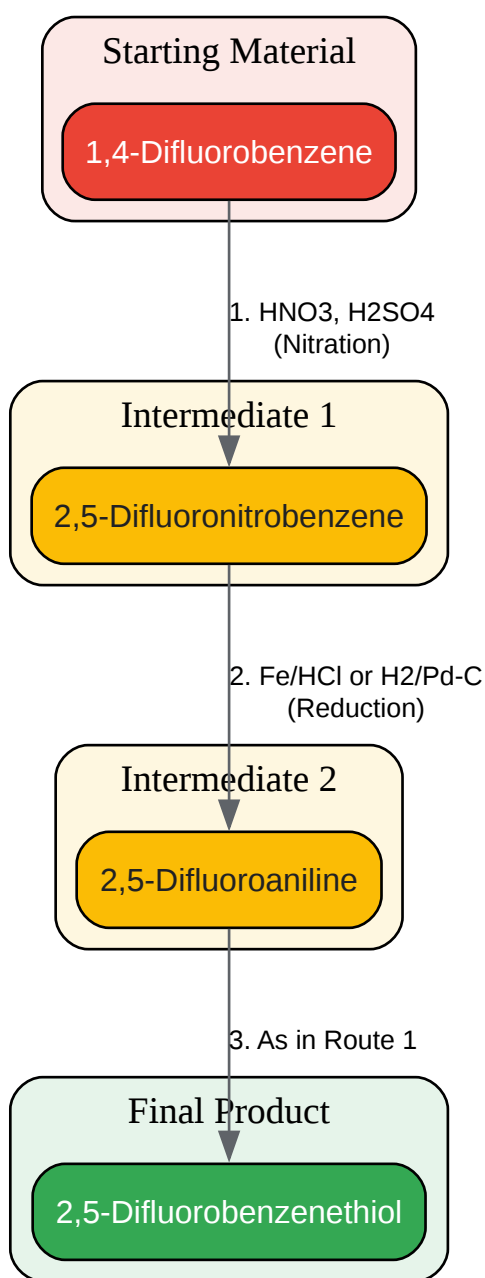 Starting Material
1,4-Difluorobenzene
1. HNO3, H2SO4
(Nitration)
Intermediate 1
2,5-Difluoronitrobenzene
2. Fe/HCl or H2/Pd-C
(Reduction)
Intermediate 2
2,5-Difluoroaniline
3. As in Route 1
Final Product
2,5-Difluorobenzenethiol